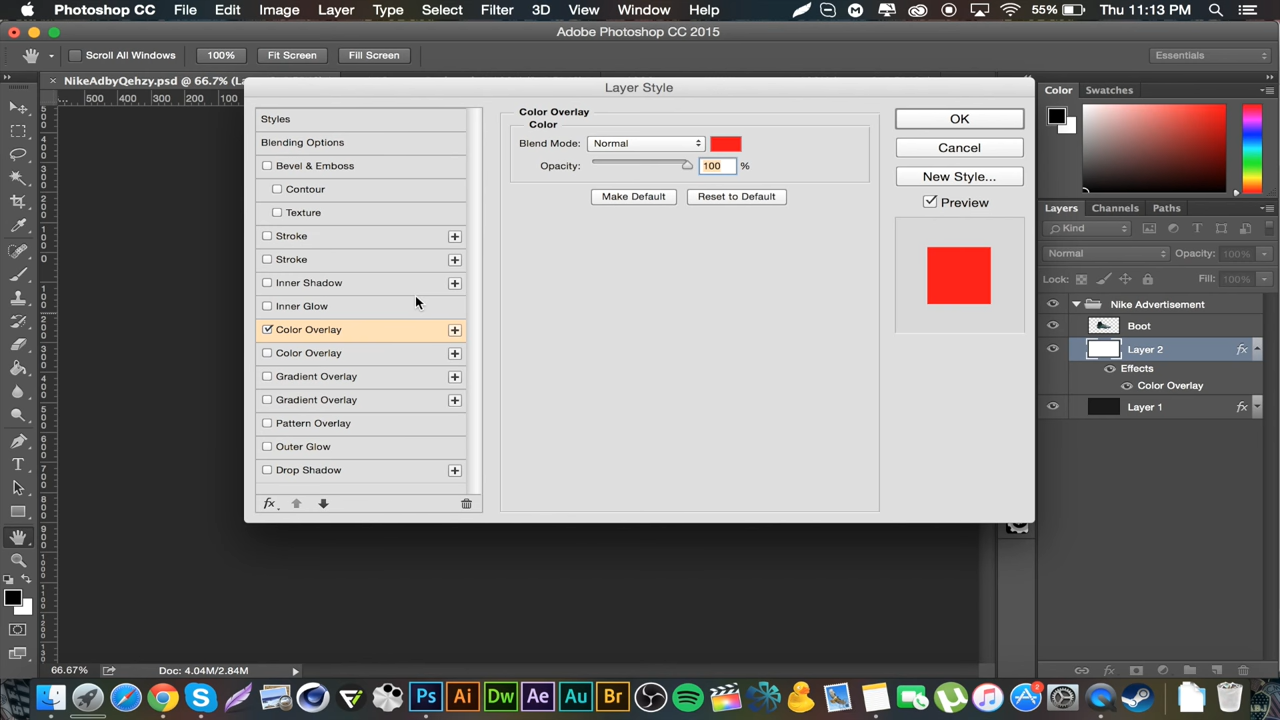 Photoshop CC File Edit Image Layer Type Select Filter 3D View Window Help 55% Thu 11:13 PM
Adobe Photoshop CC 2015
Scroll All Windows 100% Fit Screen Fill Screen Essentials
× NikeAdbyQehzy.psd @ 66.7% (La
500 400 300 200 100
Layer Style
Styles
Blending Options
Bevel & Emboss
Contour
Texture
Stroke
Stroke
Inner Shadow
Inner Glow
Color Overlay
Color Overlay
Gradient Overlay
Gradient Overlay
Pattern Overlay
Outer Glow
Drop Shadow
fx
Color Overlay
Color
Blend Mode: Normal
Opacity: 100 %
Make Default Reset to Default
OK
Cancel
New Style...
Preview
Color Swatches
Layers Channels Paths
Kind
Normal Opacity: 100%
Lock: Fill: 100%
Nike Advertisement
Boot
Layer 2 fx
Effects
Color Overlay
Layer 1 fx
66.67% Doc: 4.04M/2.84M
Ps Ai Dw Ae Au Br 2